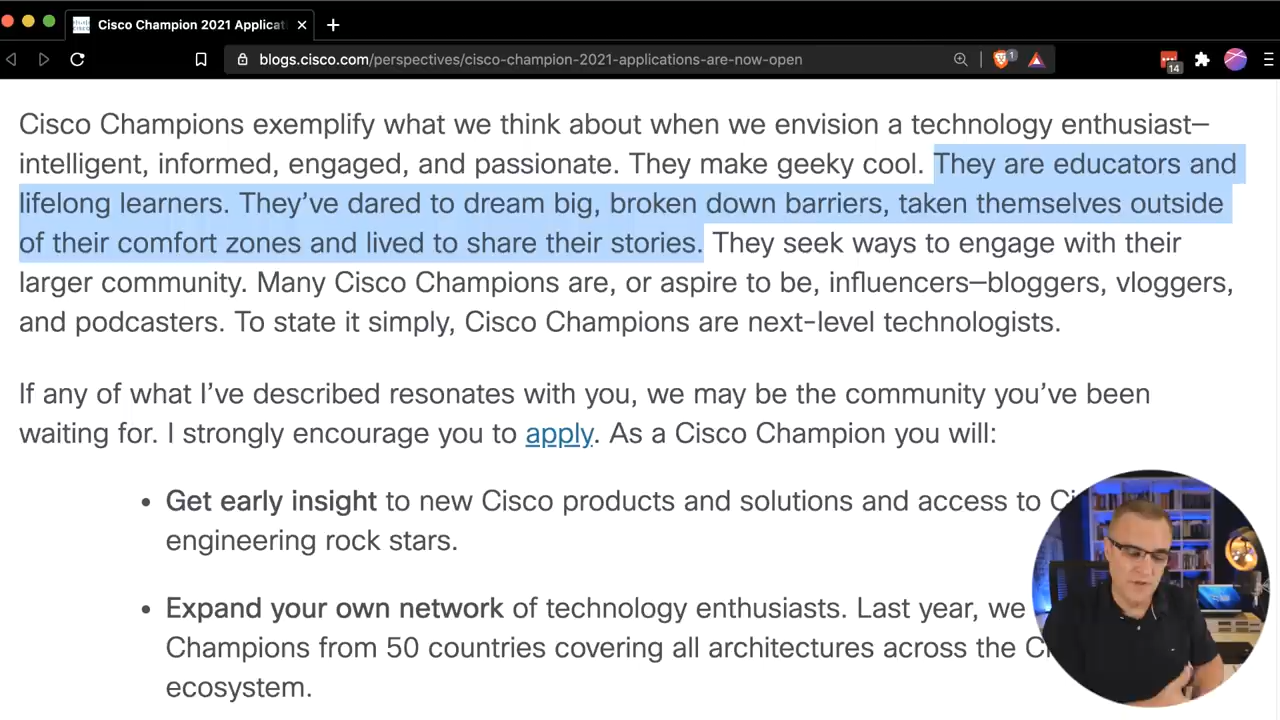 Cisco Champion 2021 Applicat
blogs.cisco.com/perspectives/cisco-champion-2021-applications-are-now-open
1
14
Cisco Champions exemplify what we think about when we envision a technology enthusiast—
intelligent, informed, engaged, and passionate. They make geeky cool. They are educators and
lifelong learners. They’ve dared to dream big, broken down barriers, taken themselves outside
of their comfort zones and lived to share their stories. They seek ways to engage with their
larger community. Many Cisco Champions are, or aspire to be, influencers—bloggers, vloggers,
and podcasters. To state it simply, Cisco Champions are next-level technologists.
If any of what I’ve described resonates with you, we may be the community you’ve been
waiting for. I strongly encourage you to apply. As a Cisco Champion you will:
• Get early insight to new Cisco products and solutions and access to
engineering rock stars.
• Expand your own network of technology enthusiasts. Last year, we
Champions from 50 countries covering all architectures across the
ecosystem.